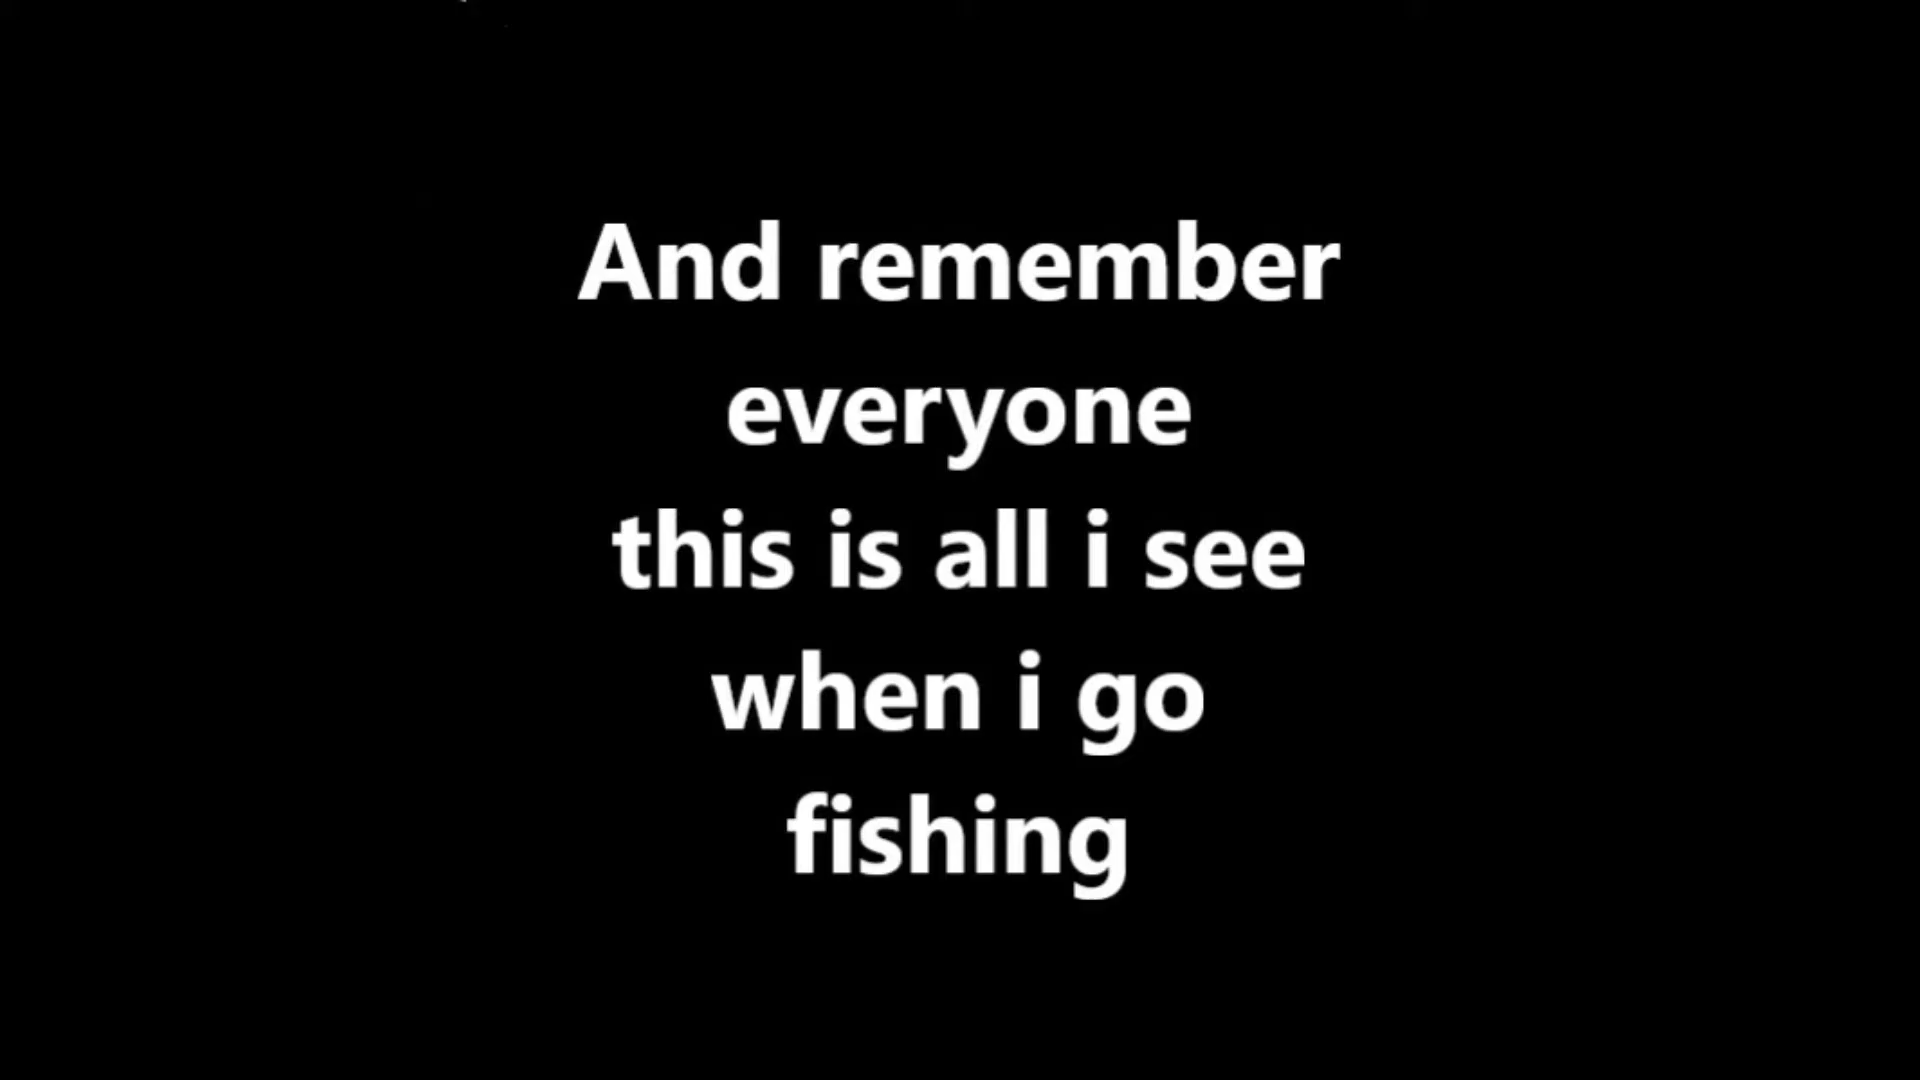 And remember
everyone
this is all i see
when i go
fishing